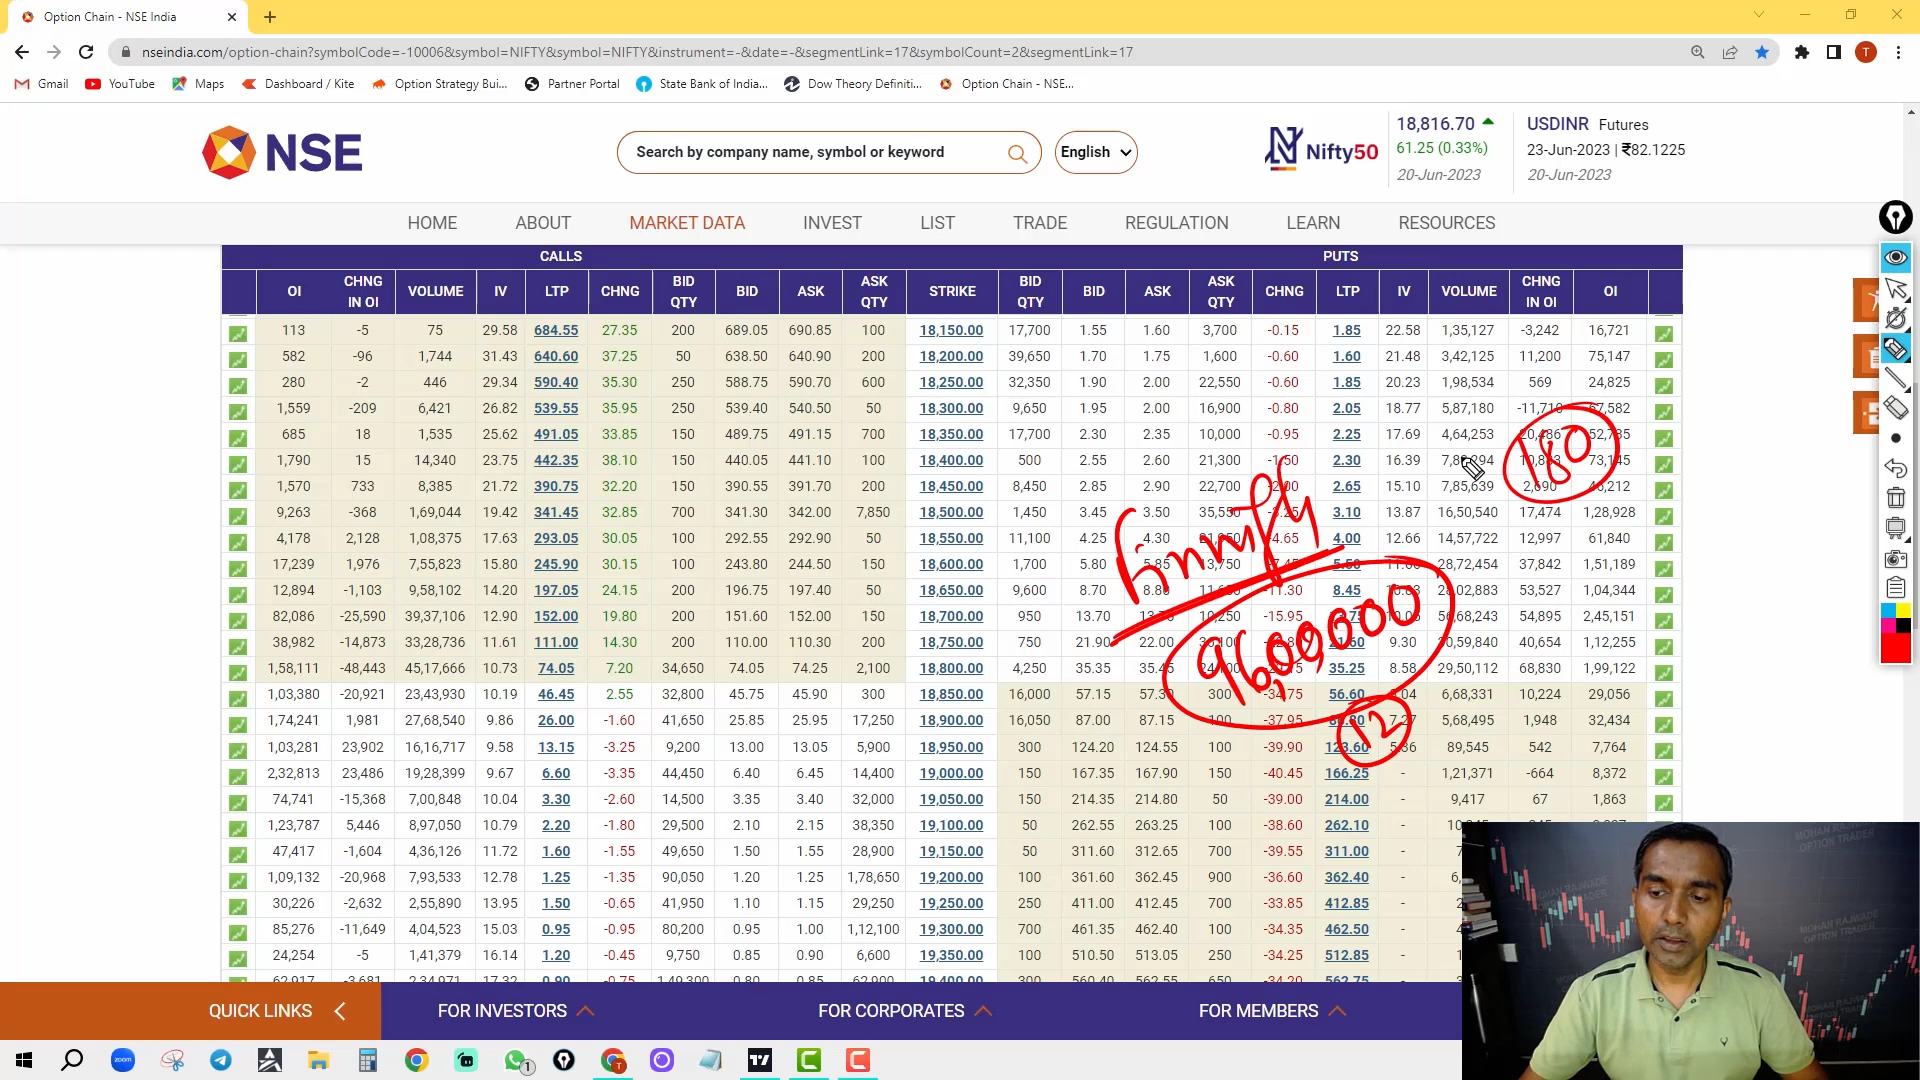 Option Chain - NSE India
nseindia.com/option-chain?symbolCode=-10006&symbol=NIFTY&symbol=NIFTY&instrument=-&date=-&segmentLink=17&symbolCount=2&segmentLink=17
T
Gmail YouTube Maps Dashboard / Kite Option Strategy Bui... Partner Portal State Bank of India... Dow Theory Definiti... Option Chain - NSE...
NSE
Search by company name, symbol or keyword
English
Nifty50
18,816.70
61.25 (0.33%)
20-Jun-2023
USDINR Futures
23-Jun-2023 | ₹82.1225
20-Jun-2023
HOME ABOUT MARKET DATA INVEST LIST TRADE REGULATION LEARN RESOURCES
CALLS PUTS
OI CHNG IN OI VOLUME IV LTP CHNG BID QTY BID ASK ASK QTY STRIKE BID QTY BID ASK ASK QTY CHNG LTP IV VOLUME CHNG IN OI OI
113 -5 75 29.58 684.55 27.35 200 689.05 690.85 100 18,150.00 17,700 1.55 1.60 3,700 -0.15 1.85 22.58 1,35,127 -3,242 16,721
582 -96 1,744 31.43 640.60 37.25 50 638.50 640.90 200 18,200.00 39,650 1.70 1.75 1,600 -0.60 1.60 21.48 3,42,125 11,200 75,147
280 -2 446 29.34 590.40 35.30 250 588.75 590.70 600 18,250.00 32,350 1.90 2.00 22,550 -0.60 1.85 20.23 1,98,534 569 24,825
1,559 -209 6,421 26.82 539.55 35.95 250 539.40 540.50 50 18,300.00 9,650 1.95 2.00 16,900 -0.80 2.05 18.77 5,87,180
685 18 1,535 25.62 491.05 33.85 150 489.75 491.15 700 18,350.00 17,700 2.30 2.35 10,000 -0.95 2.25 17.69 4,64,253
1,790 15 14,340 23.75 442.35 38.10 150 440.05 441.10 100 18,400.00 500 2.55 2.60 21,300 2.30 16.39
180
1,570 733 8,385 21.72 390.75 32.20 150 390.55 391.70 200 18,450.00 8,450 2.85 2.90 22,700 2.65 15.10 7,85,639
9,263 -368 1,69,044 19.42 341.45 32.85 700 341.30 342.00 7,850 18,500.00 1,450 3.45 3.50 3.10 13.87 16,50,540 17,474 1,28,928
4,178 2,128 1,08,375 17.63 293.05 30.05 100 292.55 292.90 50 18,550.00 11,100 4.25 4.30 4.00 12.66 14,57,722 12,997 61,840
17,239 1,976 7,55,823 15.80 245.90 30.15 100 243.80 244.50 150 18,600.00 1,700 5.80 28,72,454 37,842 1,51,189
12,894 -1,103 9,58,102 14.20 197.05 24.15 200 196.75 197.40 50 18,650.00 9,600 8.70 8.45 53,527 1,04,344
82,086 -25,590 39,37,106 12.90 152.00 19.80 200 151.60 152.00 150 18,700.00 950 13.70 -15.95 54,895 2,45,151
96,00,000
38,982 -14,873 33,28,736 11.61 111.00 14.30 200 110.00 110.30 200 18,750.00 750 21.90 22.00 9.30 40,654 1,12,255
1,58,111 -48,443 45,17,666 10.73 74.05 7.20 34,650 74.05 74.25 2,100 18,800.00 4,250 35.35 35.25 8.58 29,50,112 68,830 1,99,122
1,03,380 -20,921 23,43,930 10.19 46.45 2.55 32,800 45.75 45.90 300 18,850.00 16,000 57.15 300 -34.75 56.60 6,68,331 10,224 29,056
1,74,241 1,981 27,68,540 9.86 26.00 -1.60 41,650 25.85 25.95 17,250 18,900.00 16,050 87.00 87.15 -37.95 5,68,495 1,948 32,434
12
1,03,281 23,902 16,16,717 9.58 13.15 -3.25 9,200 13.00 13.05 5,900 18,950.00 300 124.20 124.55 100 -39.90 89,545 542 7,764
2,32,813 23,486 19,28,399 9.67 6.60 -3.35 44,450 6.40 6.45 14,400 19,000.00 150 167.35 167.90 150 -40.45 166.25 - 1,21,371 -664 8,372
74,741 -15,368 7,00,848 10.04 3.30 -2.60 14,500 3.35 3.40 32,000 19,050.00 150 214.35 214.80 50 -39.00 214.00 - 9,417 67 1,863
1,23,787 5,446 8,97,050 10.79 2.20 -1.80 29,500 2.10 2.15 38,350 19,100.00 50 262.55 263.25 100 -38.60 262.10 -
47,417 -1,604 4,36,126 11.72 1.60 -1.55 49,650 1.50 1.55 28,900 19,150.00 50 311.60 312.65 700 -39.55 311.00 -
1,09,132 -20,968 7,93,533 12.78 1.25 -1.35 90,050 1.20 1.25 1,78,650 19,200.00 100 361.60 362.45 900 -36.60 362.40 -
30,226 -2,632 2,55,890 13.95 1.50 -0.65 41,950 1.10 1.15 29,250 19,250.00 250 411.00 412.45 700 -33.85 412.85 -
85,276 -11,649 4,04,523 15.03 0.95 -0.95 80,200 0.95 1.00 1,12,100 19,300.00 700 461.35 462.40 100 -34.35 462.50 -
24,254 -5 1,41,379 16.14 1.20 -0.45 9,750 0.85 0.90 6,600 19,350.00 100 510.50 513.05 250 -34.25 512.85 -
QUICK LINKS FOR INVESTORS FOR CORPORATES FOR MEMBERS
zoom